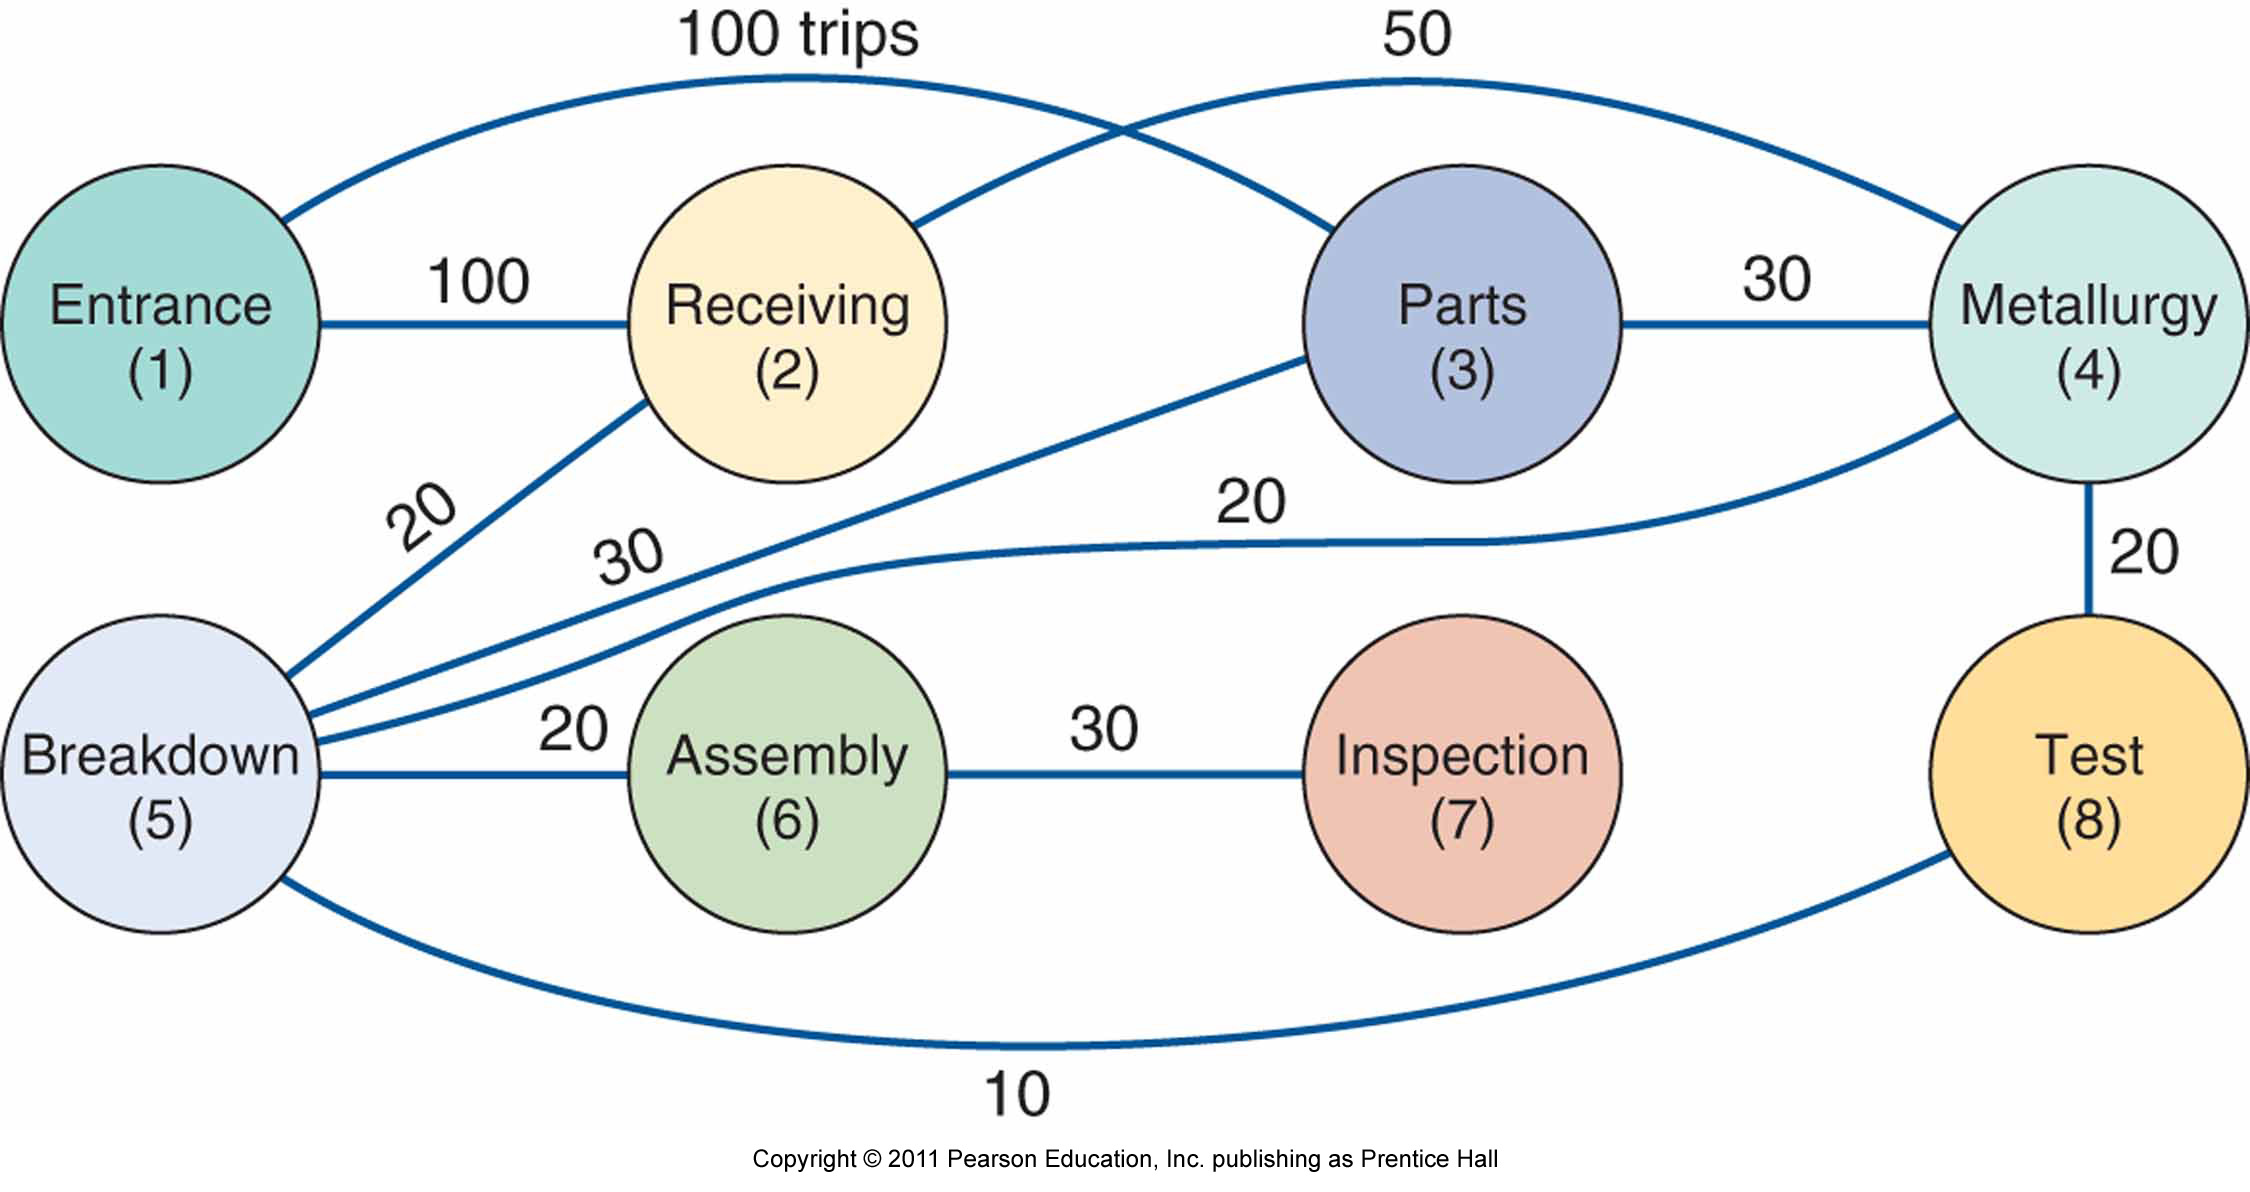 100 trips
50
100
30
Entrance
(1)
Receiving
(2)
Parts
(3)
Metallurgy
(4)
20
30
20
20
20
30
Breakdown
(5)
Assembly
(6)
Inspection
(7)
Test
(8)
10
Copyright © 2011 Pearson Education, Inc. publishing as Prentice Hall